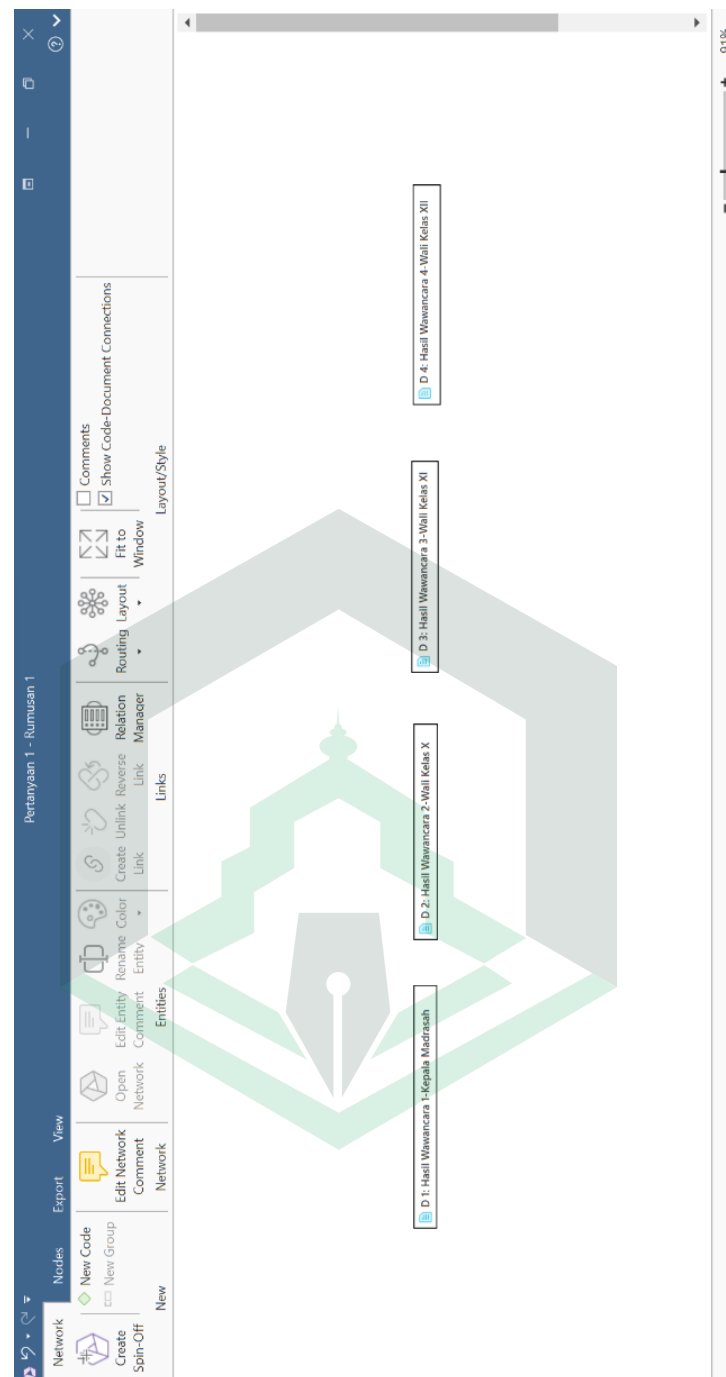 Pertanyaan 1 - Rumusan 1
Network Nodes Export View
Create Spin-Off
New Code
New Group
New
Edit Network Comment
Network
Open Network
Edit Entity Comment
Rename Entity
Color
Entities
Create Link
Unlink
Reverse Link
Relation Manager
Links
Routing
Layout
Fit to Window
Comments
Show Code-Document Connections
Layout/Style
D 1: Hasil Wawancara 1-Kepala Madrasah
D 2: Hasil Wawancara 2-Wali Kelas X
D 3: Hasil Wawancara 3-Wali Kelas XI
D 4: Hasil Wawancara 4-Wali Kelas XII
91%